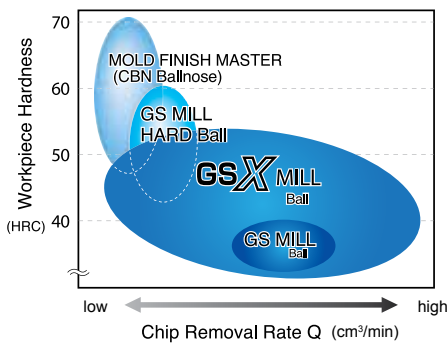 70
60
50
40
Workpiece Hardness
(HRC)
MOLD FINISH MASTER
(CBN Ballnose)
GS MILL
HARD Ball
GSX MILL
Ball
GS MILL
Ball
low
high
Chip Removal Rate Q (cm³/min)